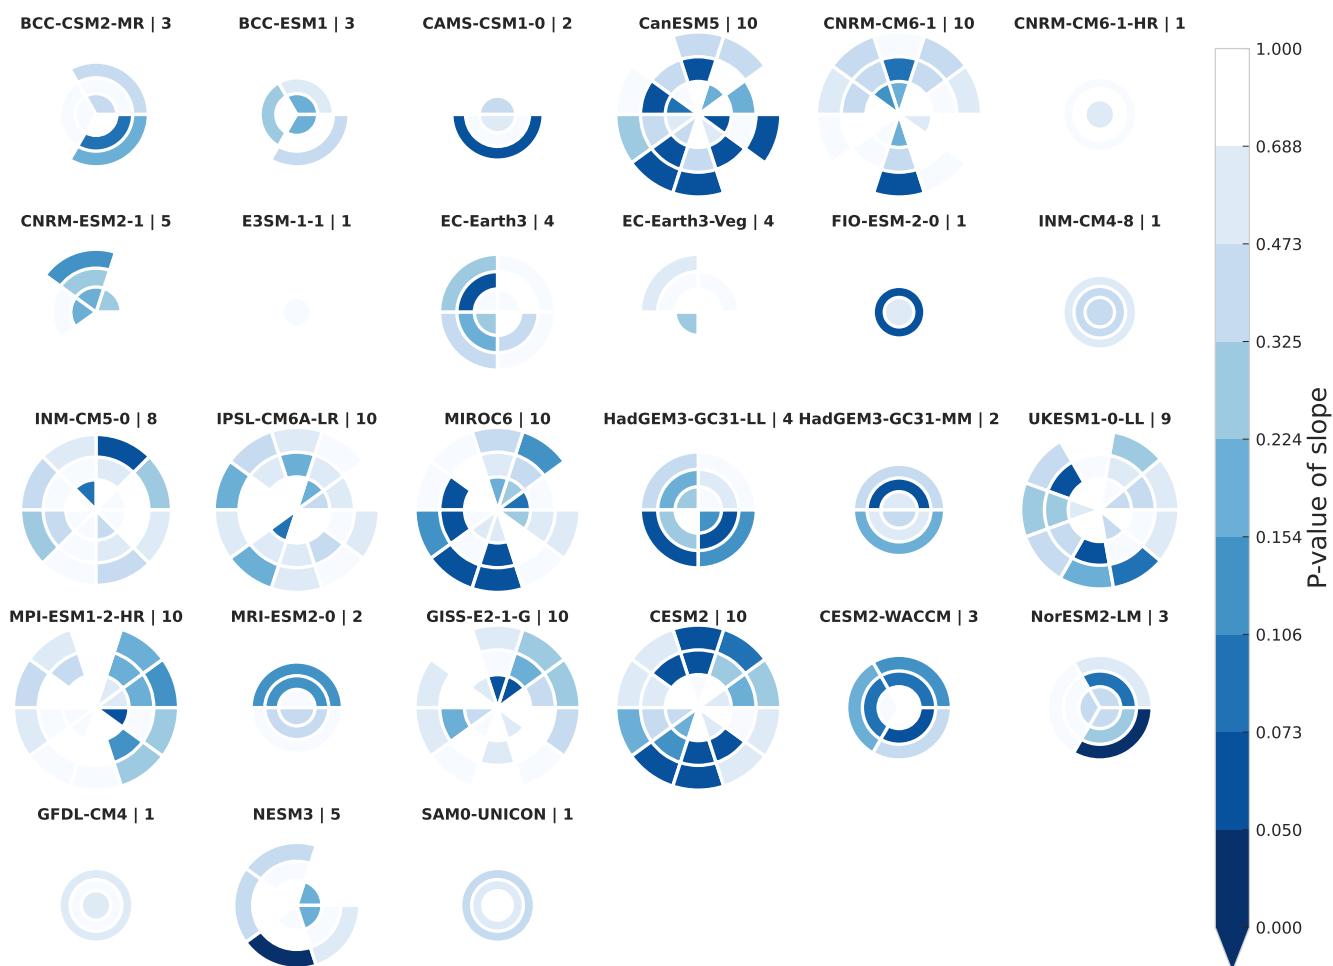 BCC-CSM2-MR | 3
BCC-ESM1 | 3
CAMS-CSM1-0 | 2
CanESM5 | 10
CNRM-CM6-1 | 10
CNRM-CM6-1-HR | 1
CNRM-ESM2-1 | 5
E3SM-1-1 | 1
EC-Earth3 | 4
EC-Earth3-Veg | 4
FIO-ESM-2-0 | 1
INM-CM4-8 | 1
INM-CM5-0 | 8
IPSL-CM6A-LR | 10
MIROC6 | 10
HadGEM3-GC31-LL | 4
HadGEM3-GC31-MM | 2
UKESM1-0-LL | 9
MPI-ESM1-2-HR | 10
MRI-ESM2-0 | 2
GISS-E2-1-G | 10
CESM2 | 10
CESM2-WACCM | 3
NorESM2-LM | 3
GFDL-CM4 | 1
NESM3 | 5
SAM0-UNICON | 1
1.000
0.688
0.473
0.325
0.224
0.154
0.106
0.073
0.050
0.000
P-value of slope